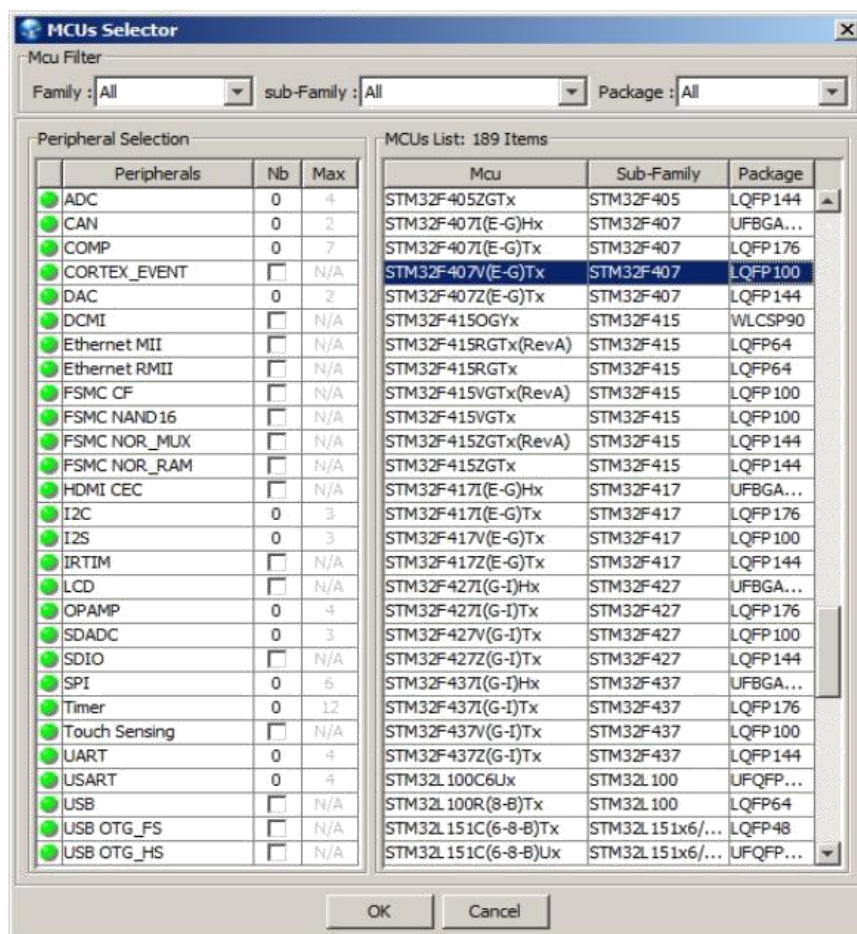 MCUs Selector
Mcu Filter
Family : All sub-Family : All Package : All
Peripheral Selection
Peripherals Nb Max
ADC 0 4
CAN 0 2
COMP 0 7
CORTEX_EVENT N/A
DAC 0 2
DCMI N/A
Ethernet MII N/A
Ethernet RMII N/A
FSMC CF N/A
FSMC NAND16 N/A
FSMC NOR_MUX N/A
FSMC NOR_RAM N/A
HDMI CEC N/A
I2C 0 3
I2S 0 3
IRTIM N/A
LCD N/A
OPAMP 0 4
SDADC 0 3
SDIO N/A
SPI 0 6
Timer 0 12
Touch Sensing N/A
UART 0 4
USART 0 4
USB N/A
USB OTG_FS N/A
USB OTG_HS N/A
MCUs List: 189 Items
Mcu Sub-Family Package
STM32F405ZGTx STM32F405 LQFP144
STM32F407I(E-G)Hx STM32F407 UFBGA...
STM32F407I(E-G)Tx STM32F407 LQFP176
STM32F407V(E-G)Tx STM32F407 LQFP100
STM32F407Z(E-G)Tx STM32F407 LQFP144
STM32F415OGYx STM32F415 WLCSP90
STM32F415RGTx(RevA) STM32F415 LQFP64
STM32F415RGTx STM32F415 LQFP64
STM32F415VGTx(RevA) STM32F415 LQFP100
STM32F415VGTx STM32F415 LQFP100
STM32F415ZGTx(RevA) STM32F415 LQFP144
STM32F415ZGTx STM32F415 LQFP144
STM32F417I(E-G)Hx STM32F417 UFBGA...
STM32F417I(E-G)Tx STM32F417 LQFP176
STM32F417V(E-G)Tx STM32F417 LQFP100
STM32F417Z(E-G)Tx STM32F417 LQFP144
STM32F427I(G-I)Hx STM32F427 UFBGA...
STM32F427I(G-I)Tx STM32F427 LQFP176
STM32F427V(G-I)Tx STM32F427 LQFP100
STM32F427Z(G-I)Tx STM32F427 LQFP144
STM32F437I(G-I)Hx STM32F437 UFBGA...
STM32F437I(G-I)Tx STM32F437 LQFP176
STM32F437V(G-I)Tx STM32F437 LQFP100
STM32F437Z(G-I)Tx STM32F437 LQFP144
STM32L100C6Ux STM32L100 UFQFP...
STM32L100R(8-B)Tx STM32L100 LQFP64
STM32L151C(6-8-B)Tx STM32L151x6/... LQFP48
STM32L151C(6-8-B)Ux STM32L151x6/... UFQFP...
OK Cancel